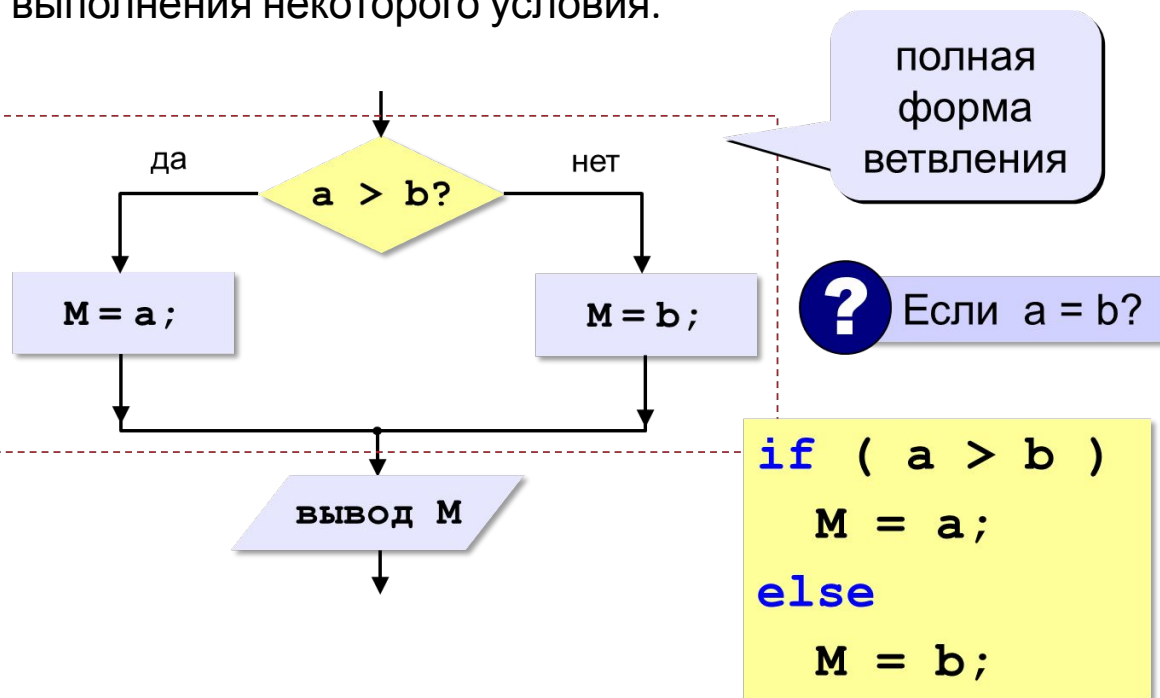 выполнения некоторого условия.
полная
форма
ветвления
да
нет
a > b?
M = a;
M = b;
? Если a = b?
вывод M
if ( a > b )
M = a;
else
M = b;